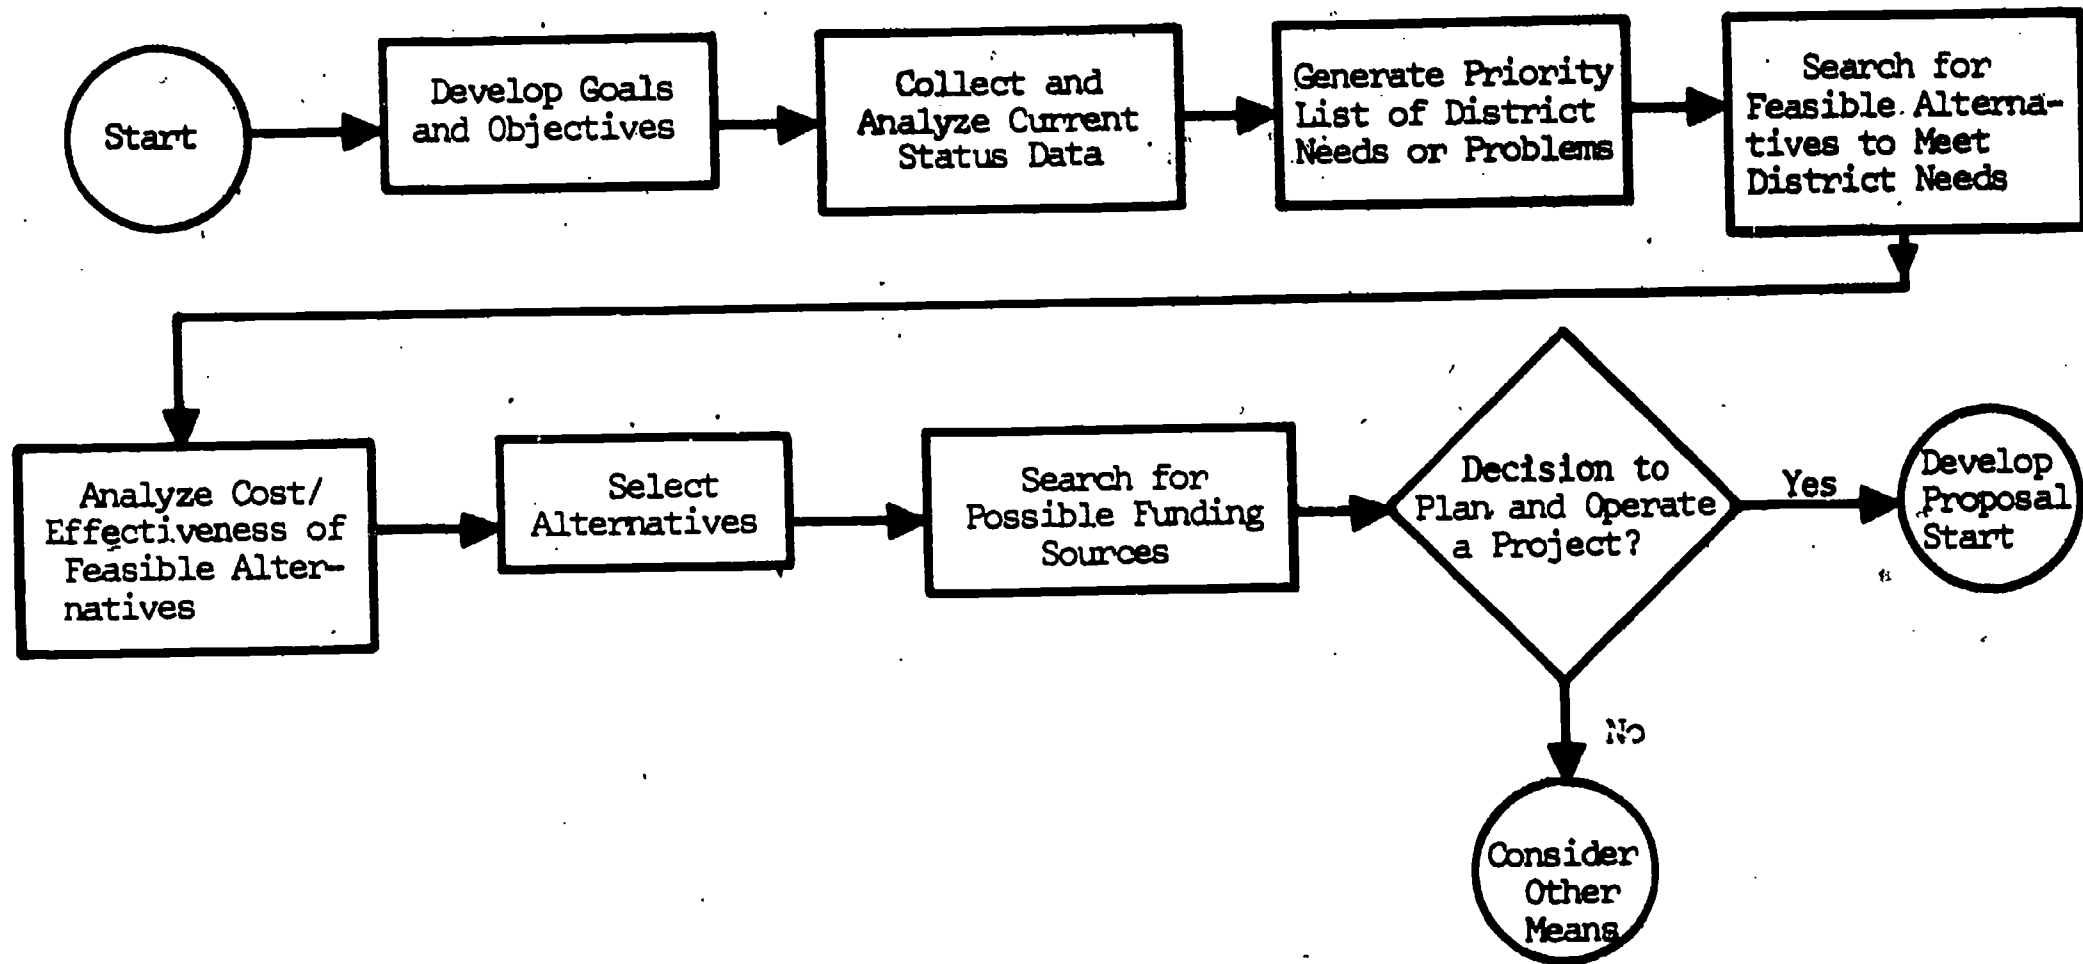 Start
Develop Goals
and Objectives
Collect and
Analyze Current
Status Data
Generate Priority
List of District
Needs or Problems
Search for
Feasible Alterna-
tives to Meet
District Needs
Analyze Cost/
Effectiveness of
Feasible Alter-
natives
Select
Alternatives
Search for
Possible Funding
Sources
Decision to
Plan and Operate
a Project?
Yes
Develop
Proposal
Start
No
Consider
Other
Means